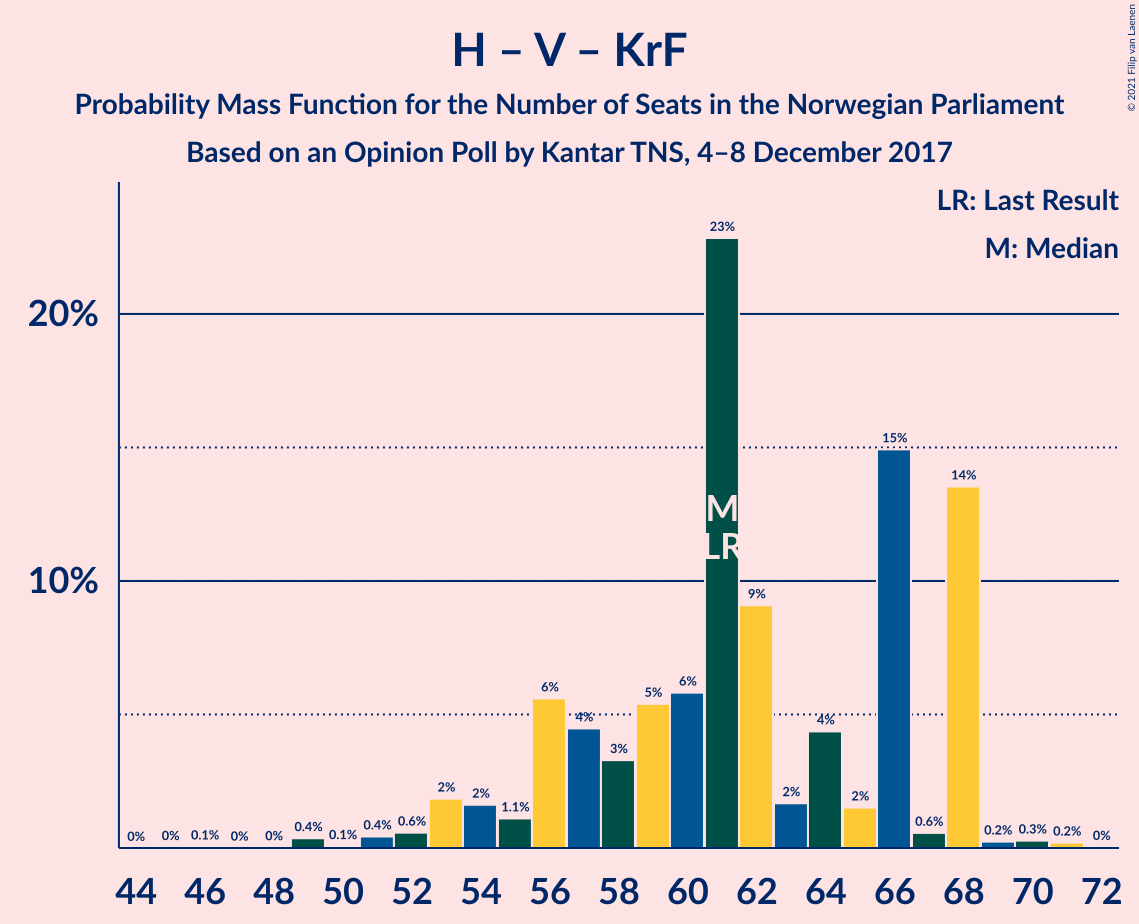 H – V – KrF
Probability Mass Function for the Number of Seats in the Norwegian Parliament
Based on an Opinion Poll by Kantar TNS, 4–8 December 2017
© 2021 Filip van Laenen
LR: Last Result
M: Median
20%
10%
0% 0% 0.1% 0% 0% 0.4% 0.1% 0.4% 0.6% 2% 2% 1.1% 6% 4% 3% 5% 6% 23% 9% 2% 4% 2% 15% 0.6% 14% 0.2% 0.3% 0.2% 0%
M
LR
44 46 48 50 52 54 56 58 60 62 64 66 68 70 72